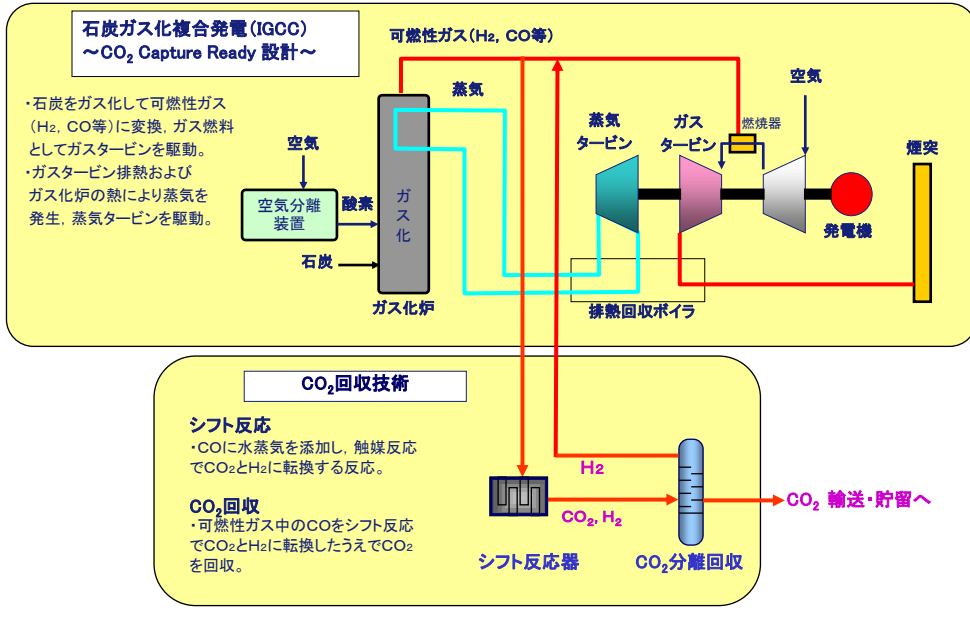 石炭ガス化複合発電(IGCC)
～CO₂ Capture Ready 設計～
・石炭をガス化して可燃性ガス
(H₂, CO等)に変換, ガス燃料
としてガスタービンを駆動。
・ガスタービン排熱および
ガス化炉の熱により蒸気を
発生, 蒸気タービンを駆動。
可燃性ガス(H₂, CO等)
蒸気
空気
空気分離
装置
酸素
石炭
ガス化
ガス化炉
蒸気
タービン
ガス
タービン
燃焼器
空気
発電機
煙突
排熱回収ボイラ
CO₂回収技術
シフト反応
・COに水蒸気を添加し, 触媒反応
でCO₂とH₂に転換する反応。
CO₂回収
・可燃性ガス中のCOをシフト反応
でCO₂とH₂に転換したうえでCO₂
を回収。
H₂
CO₂, H₂
シフト反応器
CO₂分離回収
CO₂ 輸送・貯留へ